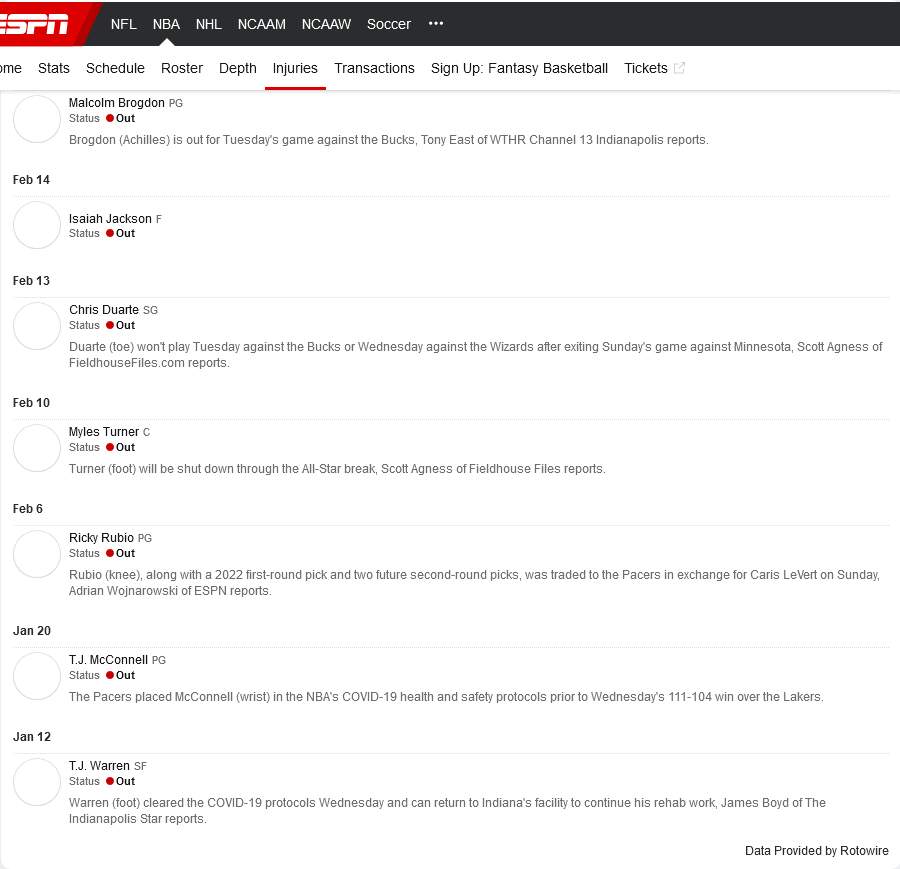 ESPN NFL NBA NHL NCAAM NCAAW Soccer •••
ome Stats Schedule Roster Depth Injuries Transactions Sign Up: Fantasy Basketball Tickets
Malcolm Brogdon PG
Status Out
Brogdon (Achilles) is out for Tuesday's game against the Bucks, Tony East of WTHR Channel 13 Indianapolis reports.
Feb 14
Isaiah Jackson F
Status Out
Feb 13
Chris Duarte SG
Status Out
Duarte (toe) won't play Tuesday against the Bucks or Wednesday against the Wizards after exiting Sunday's game against Minnesota, Scott Agness of
FieldhouseFiles.com reports.
Feb 10
Myles Turner C
Status Out
Turner (foot) will be shut down through the All-Star break, Scott Agness of Fieldhouse Files reports.
Feb 6
Ricky Rubio PG
Status Out
Rubio (knee), along with a 2022 first-round pick and two future second-round picks, was traded to the Pacers in exchange for Caris LeVert on Sunday,
Adrian Wojnarowski of ESPN reports.
Jan 20
T.J. McConnell PG
Status Out
The Pacers placed McConnell (wrist) in the NBA's COVID-19 health and safety protocols prior to Wednesday's 111-104 win over the Lakers.
Jan 12
T.J. Warren SF
Status Out
Warren (foot) cleared the COVID-19 protocols Wednesday and can return to Indiana's facility to continue his rehab work, James Boyd of The
Indianapolis Star reports.
Data Provided by Rotowire